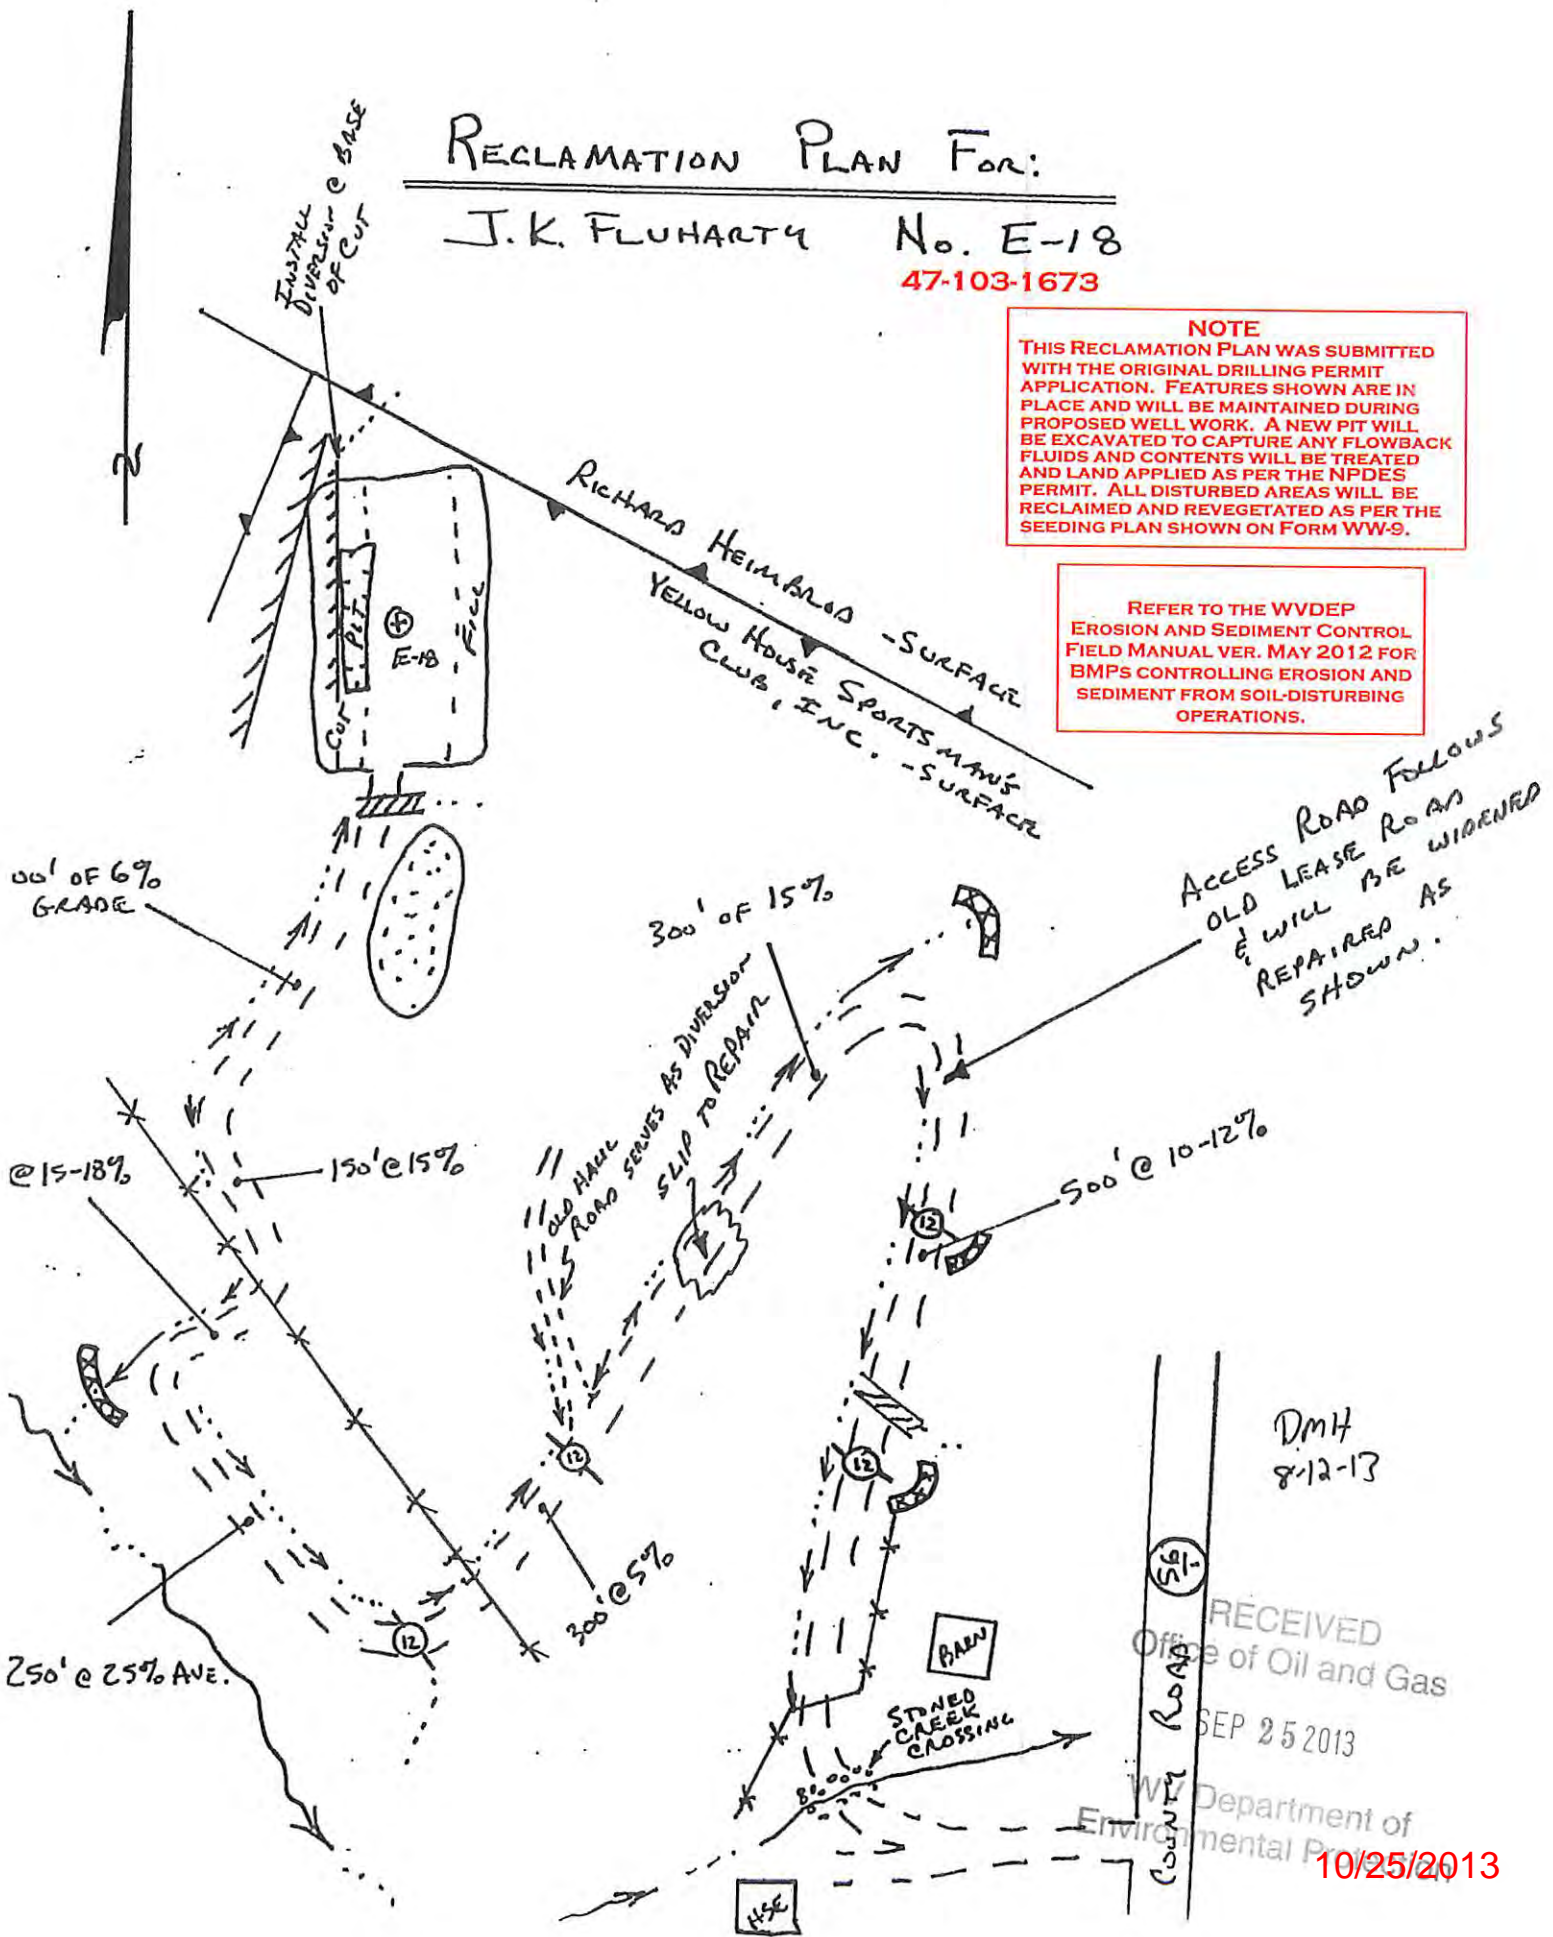 RECLAMATION PLAN FOR:
J.K. FLUHARTY No. E-18
47-103-1673
INSTALL
DIVERSION @ BASE
OF CUT
N
NOTE
THIS RECLAMATION PLAN WAS SUBMITTED
WITH THE ORIGINAL DRILLING PERMIT
APPLICATION. FEATURES SHOWN ARE IN
PLACE AND WILL BE MAINTAINED DURING
PROPOSED WELL WORK. A NEW PIT WILL
BE EXCAVATED TO CAPTURE ANY FLOWBACK
FLUIDS AND CONTENTS WILL BE TREATED
AND LAND APPLIED AS PER THE NPDES
PERMIT. ALL DISTURBED AREAS WILL BE
RECLAIMED AND REVEGETATED AS PER THE
SEEDING PLAN SHOWN ON FORM WW-9.
REFER TO THE WVDEP
EROSION AND SEDIMENT CONTROL
FIELD MANUAL VER. MAY 2012 FOR
BMPS CONTROLLING EROSION AND
SEDIMENT FROM SOIL-DISTURBING
OPERATIONS.
RICHARD HEIMBROD - SURFACE
YELLOW HOUSE SPORTSMAN'S
CLUB, INC. - SURFACE
PIT
E-18
FILL
CUT
ACCESS ROAD FOLLOWS
OLD LEASE ROAD
& WILL BE WIDENED
REPAIRED AS
SHOWN.
00' OF 6%
GRADE
300' OF 15%
OLD HAUL
ROAD SERVES AS DIVERSION
SLIP TO REPAIR
@ 15-18%
150' @ 15%
500' @ 10-12%
12
12
12
12
DMH
8-12-13
250' @ 25% AVE.
300' @ 5%
BARN
STONED
CREEK
CROSSING
HSE
COUNTY ROAD 56/1
RECEIVED
Office of Oil and Gas
SEP 25 2013
WV Department of
Environmental Protection
10/25/2013